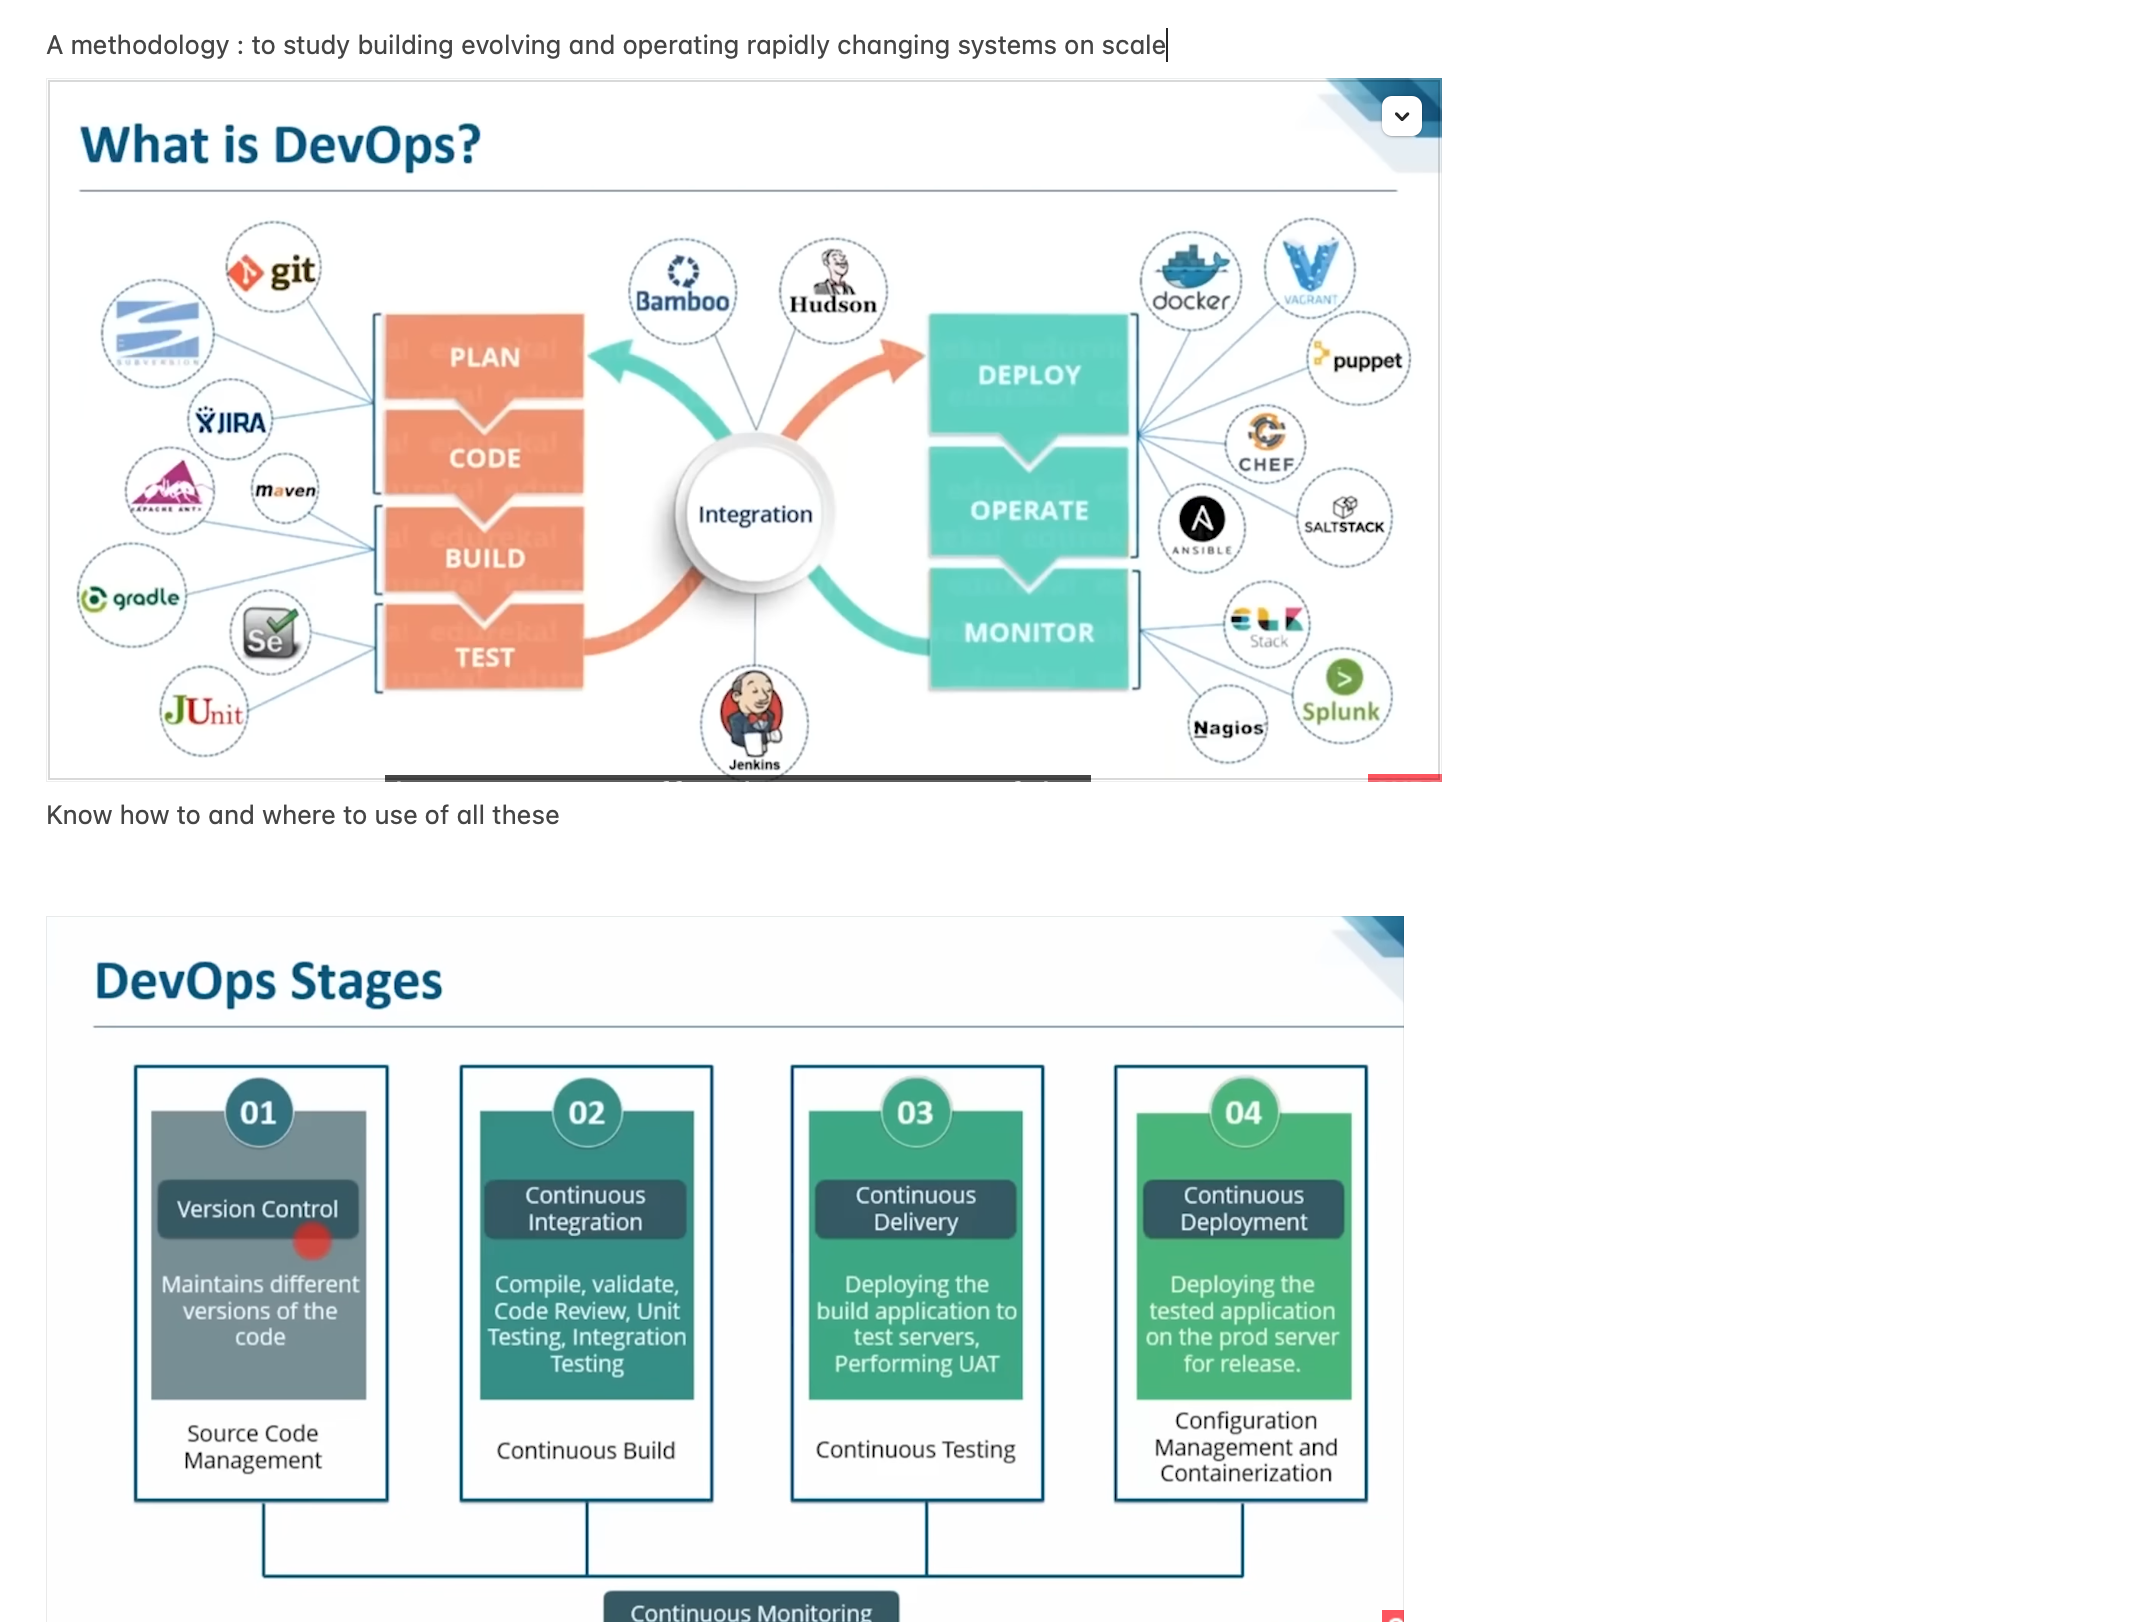 A methodology : to study building evolving and operating rapidly changing systems on scale
What is DevOps?
git
SUBVERSION
JIRA
APACHE ANT
maven
gradle
Se
JUnit
PLAN
CODE
BUILD
TEST
Bamboo
Hudson
Integration
Jenkins
DEPLOY
OPERATE
MONITOR
docker
VAGRANT
puppet
CHEF
SALTSTACK
A
ANSIBLE
ELK
Stack
>
Splunk
Nagios
Know how to and where to use of all these
DevOps Stages
01
Version Control
Maintains different
versions of the
code
Source Code
Management
02
Continuous
Integration
Compile, validate,
Code Review, Unit
Testing, Integration
Testing
Continuous Build
03
Continuous
Delivery
Deploying the
build application to
test servers,
Performing UAT
Continuous Testing
04
Continuous
Deployment
Deploying the
tested application
on the prod server
for release.
Configuration
Management and
Containerization
Continuous Monitoring